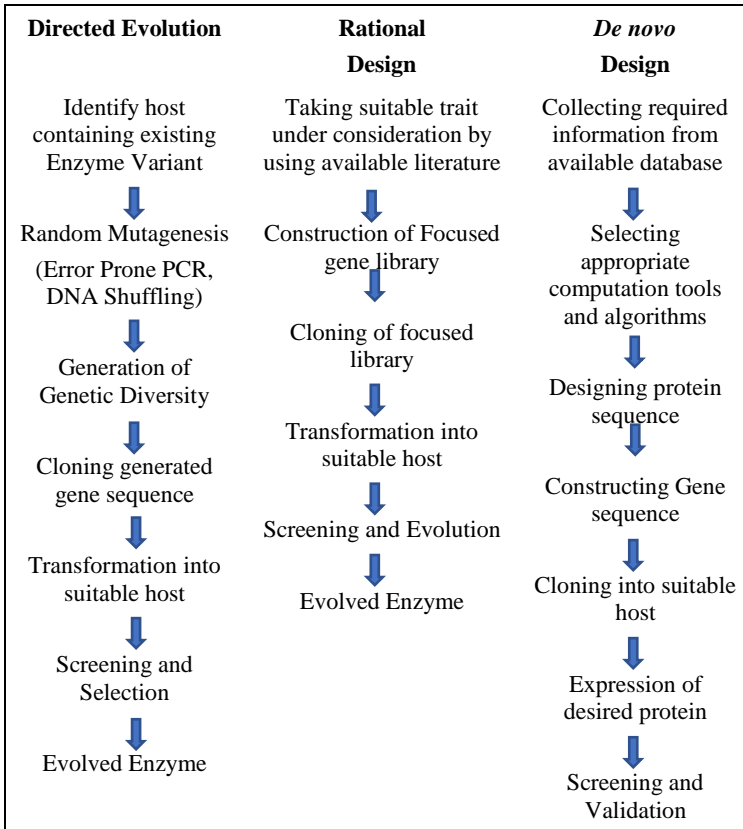 Directed Evolution
Identify host
containing existing
Enzyme Variant
Random Mutagenesis
(Error Prone PCR,
DNA Shuffling)
Generation of
Genetic Diversity
Cloning generated
gene sequence
Transformation into
suitable host
Screening and
Selection
Evolved Enzyme
Rational
Design
Taking suitable trait
under consideration by
using available literature
Construction of Focused
gene library
Cloning of focused
library
Transformation into
suitable host
Screening and Evolution
Evolved Enzyme
De novo
Design
Collecting required
information from
available database
Selecting
appropriate
computation tools
and algorithms
Designing protein
sequence
Constructing Gene
sequence
Cloning into suitable
host
Expression of
desired protein
Screening and
Validation